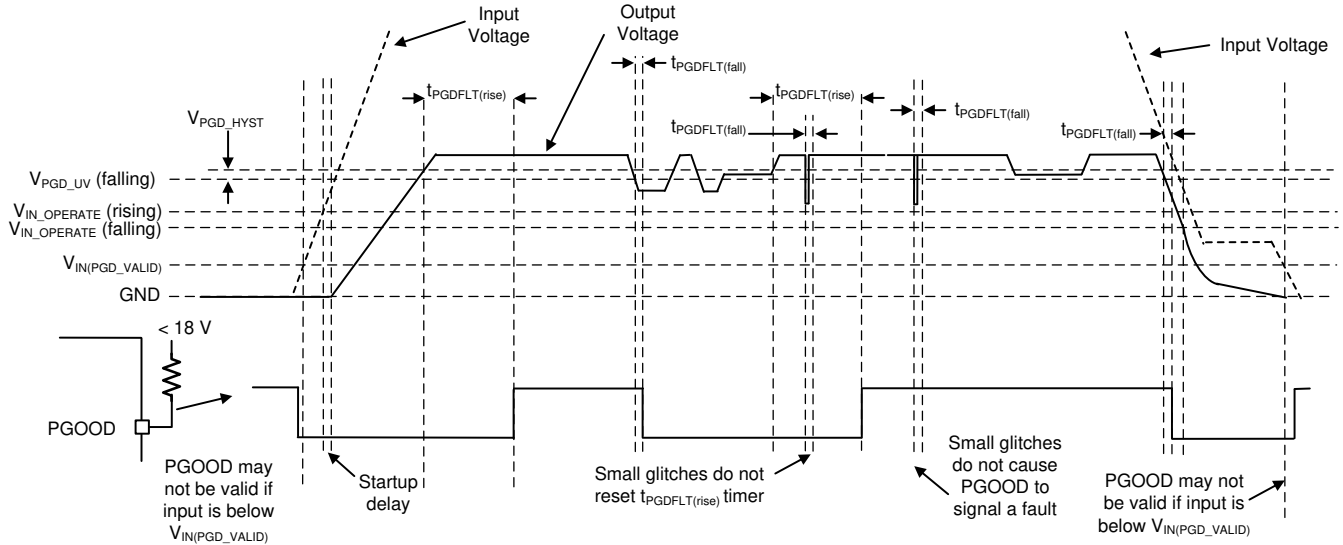 Input
Voltage
Output
Voltage
Input Voltage
tPGDFLT(fall)
tPGDFLT(rise)
tPGDFLT(rise)
tPGDFLT(fall)
tPGDFLT(fall)
tPGDFLT(fall)
VPGD_HYST
VPGD_UV (falling)
VIN_OPERATE (rising)
VIN_OPERATE (falling)
VIN(PGD_VALID)
GND
< 18 V
PGOOD
PGOOD may
not be valid if
input is below
VIN(PGD_VALID)
Startup
delay
Small glitches do not
reset tPGDFLT(rise) timer
Small glitches
do not cause
PGOOD to
signal a fault
PGOOD may not
be valid if input is
below VIN(PGD_VALID)